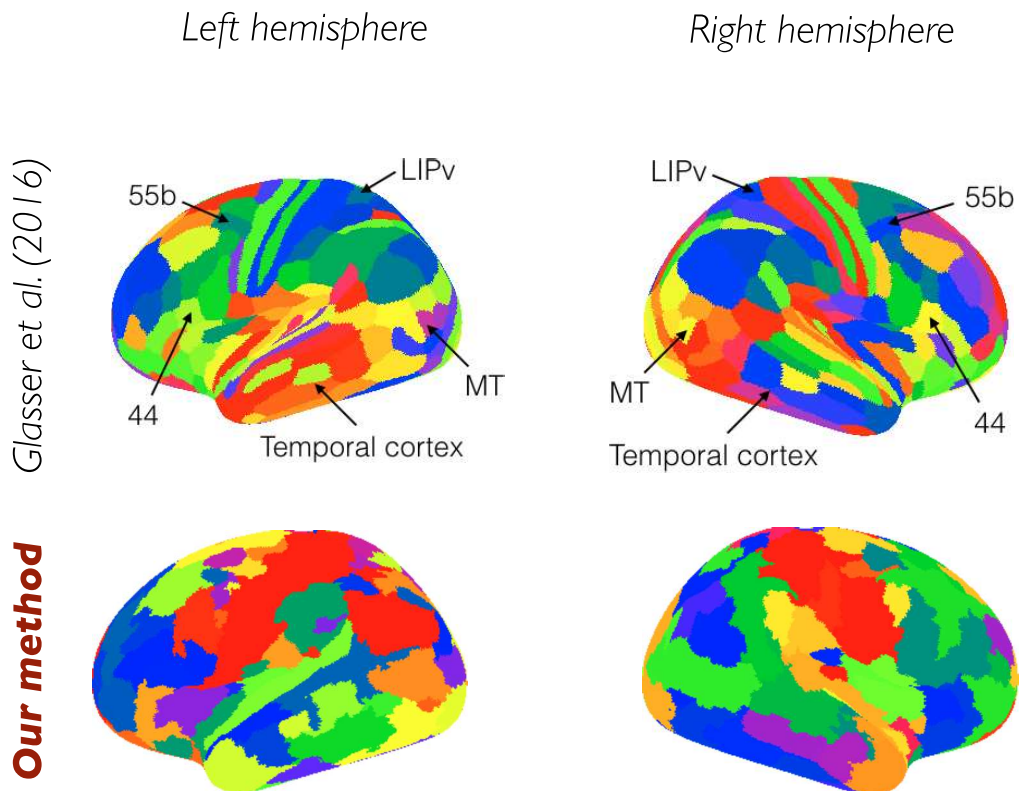 Left hemisphere
Right hemisphere
Glasser et al. (2016)
LIPv
55b
44
MT
Temporal cortex
LIPv
55b
MT
44
Temporal cortex
Our method